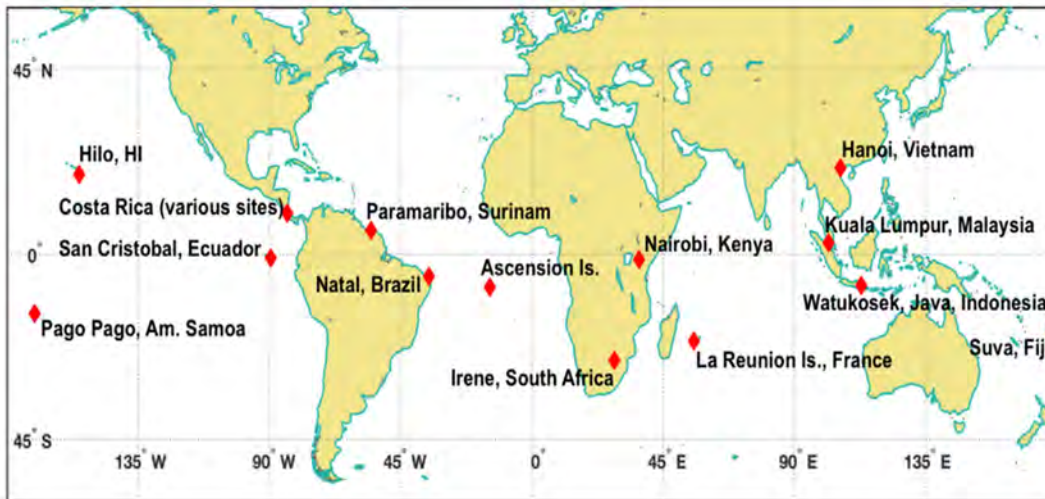 45° N
Hilo, HI
Hanoi, Vietnam
Costa Rica (various sites)
Paramaribo, Surinam
Kuala Lumpur, Malaysia
San Cristobal, Ecuador
Nairobi, Kenya
0°
Ascension Is.
Natal, Brazil
Watukosek, Java, Indonesia
Pago Pago, Am. Samoa
Suva, Fij
La Reunion Is., France
Irene, South Africa
45° S
135° W
90° W
45° W
0°
45° E
90° E
135° E